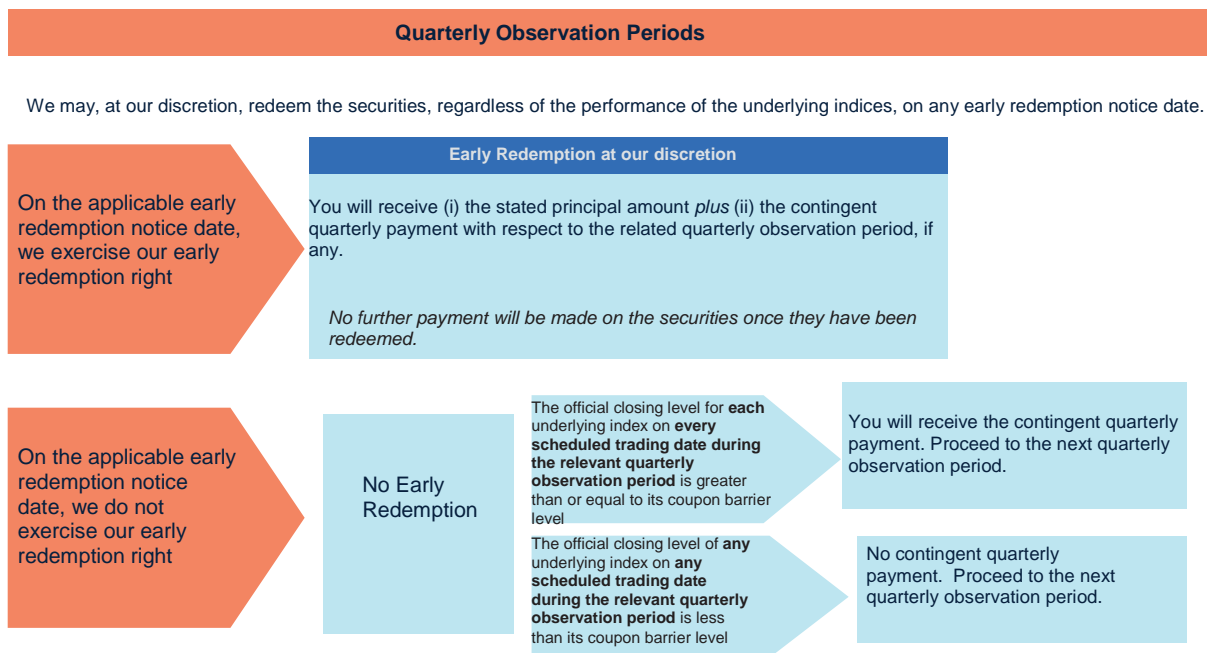 Quarterly Observation Periods
We may, at our discretion, redeem the securities, regardless of the performance of the underlying indices, on any early redemption notice date.
On the applicable early
redemption notice date,
we exercise our early
redemption right
Early Redemption at our discretion
You will receive (i) the stated principal amount plus (ii) the contingent
quarterly payment with respect to the related quarterly observation period, if
any.
No further payment will be made on the securities once they have been
redeemed.
On the applicable early
redemption notice
date, we do not
exercise our early
redemption right
No Early
Redemption
The official closing level for each
underlying index on every
scheduled trading date during
the relevant quarterly
observation period is greater
than or equal to its coupon barrier
level
You will receive the contingent quarterly
payment. Proceed to the next quarterly
observation period.
The official closing level of any
underlying index on any
scheduled trading date
during the relevant quarterly
observation period is less
than its coupon barrier level
No contingent quarterly
payment.  Proceed to the next
quarterly observation period.